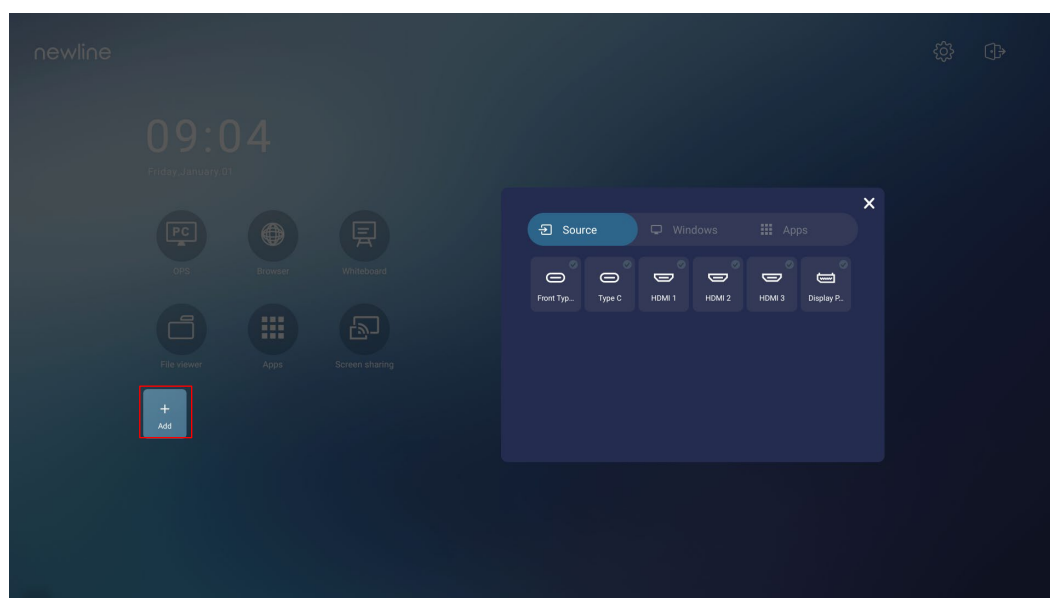 newline
09:04
Friday,January 01
PC
OPS
Browser
Whiteboard
File viewer
Apps
Screen sharing
+
Add
Source
Windows
Apps
Front Typ...
Type C
HDMI 1
HDMI 2
HDMI 3
Display P...